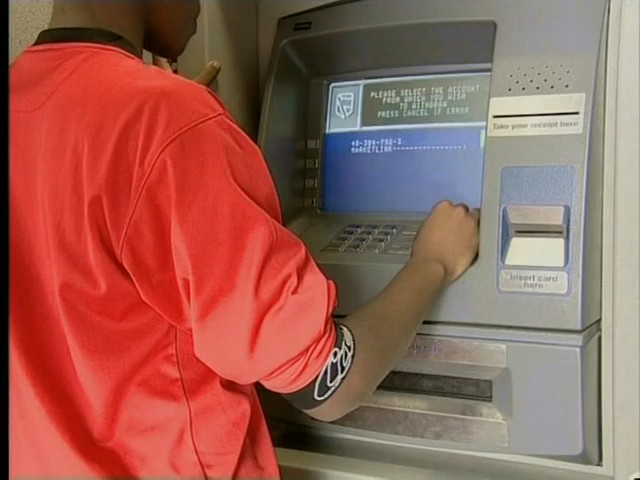 PLEASE SELECT THE ACCOUNT
FROM WHICH YOU WISH
TO WITHDRAW
PRESS CANCEL IF ERROR
MARKETLINK
Take your receipt here
Insert card
here